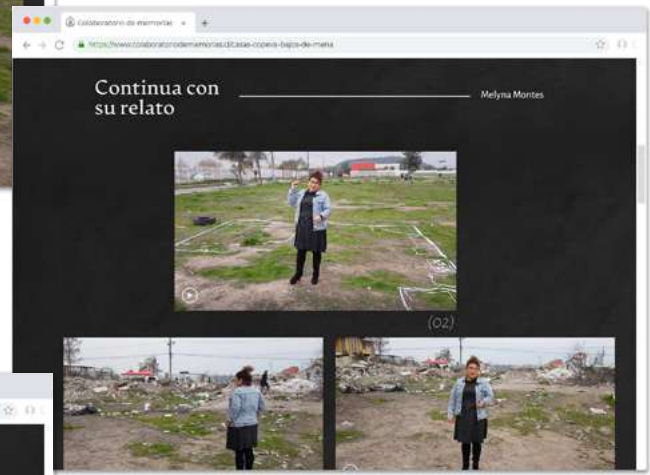 Colaboratorio de memorias
https://www.colaboratoriodememorias.cl/casas-copeva-bajos-de-mena
Continua con
su relato
Melyna Montes
(02)